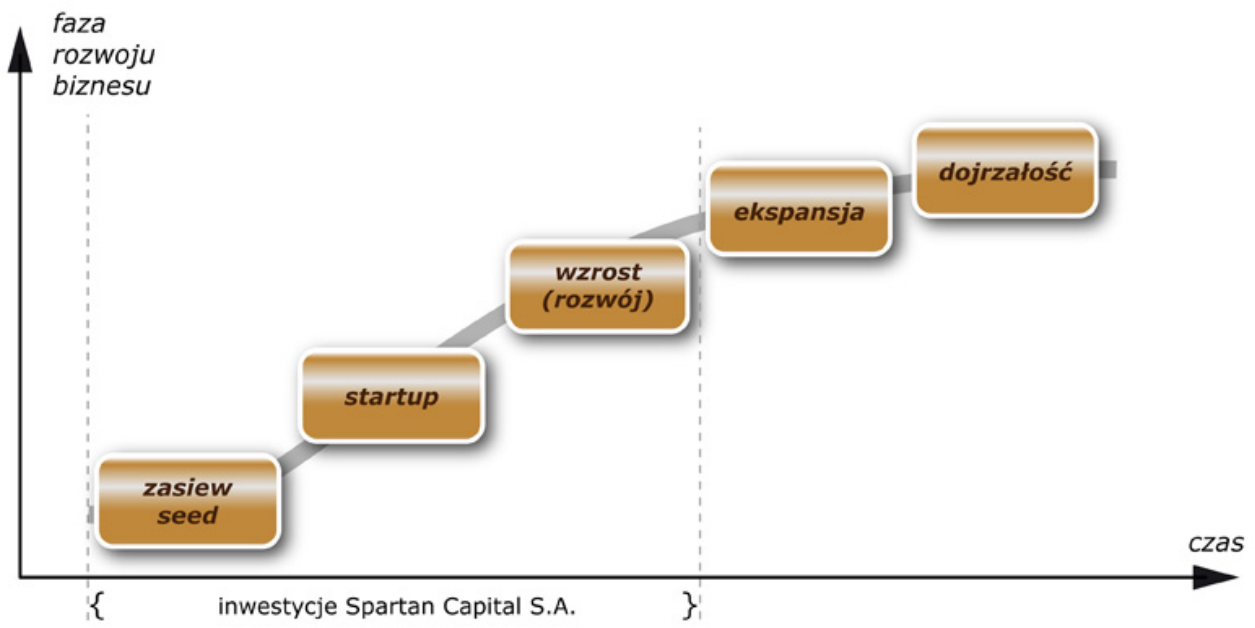 faza
rozwoju
biznesu
dojrzałość
ekspansja
wzrost
(rozwój)
startup
zasiew
seed
czas
{ inwestycje Spartan Capital S.A. }